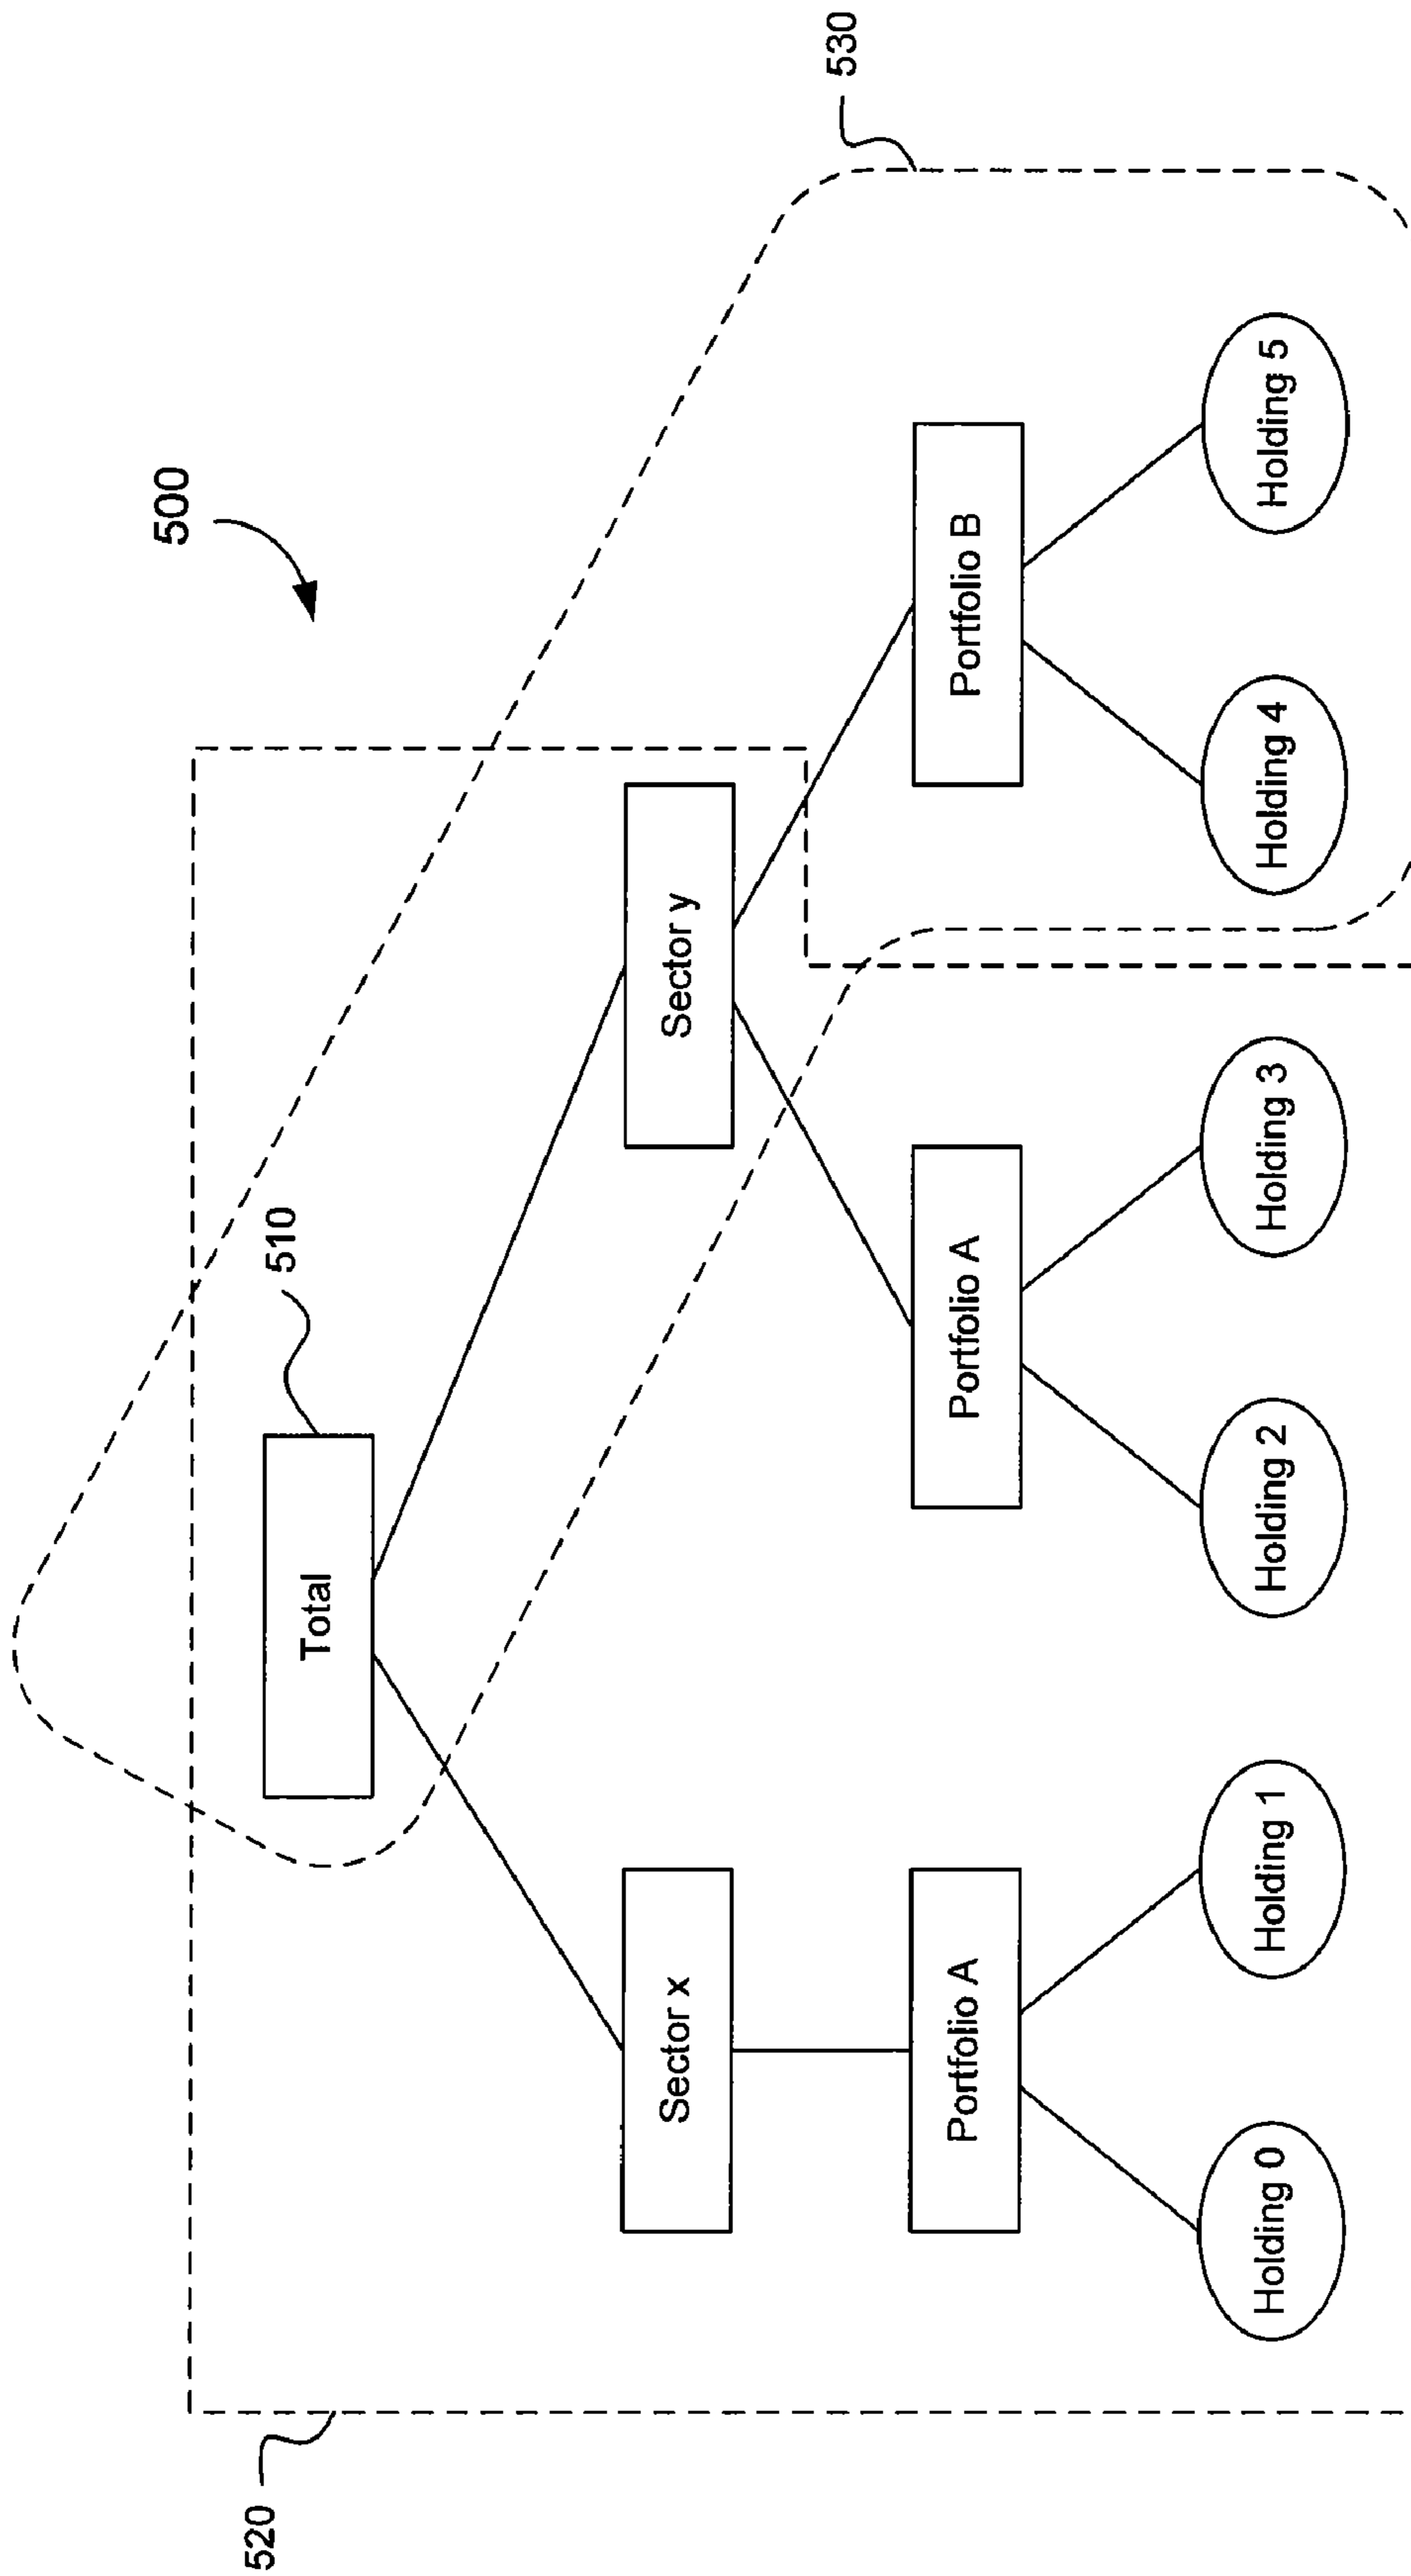 500
510
520
530
Total
Sector x
Sector y
Portfolio A
Portfolio A
Portfolio B
Holding 0
Holding 1
Holding 2
Holding 3
Holding 4
Holding 5